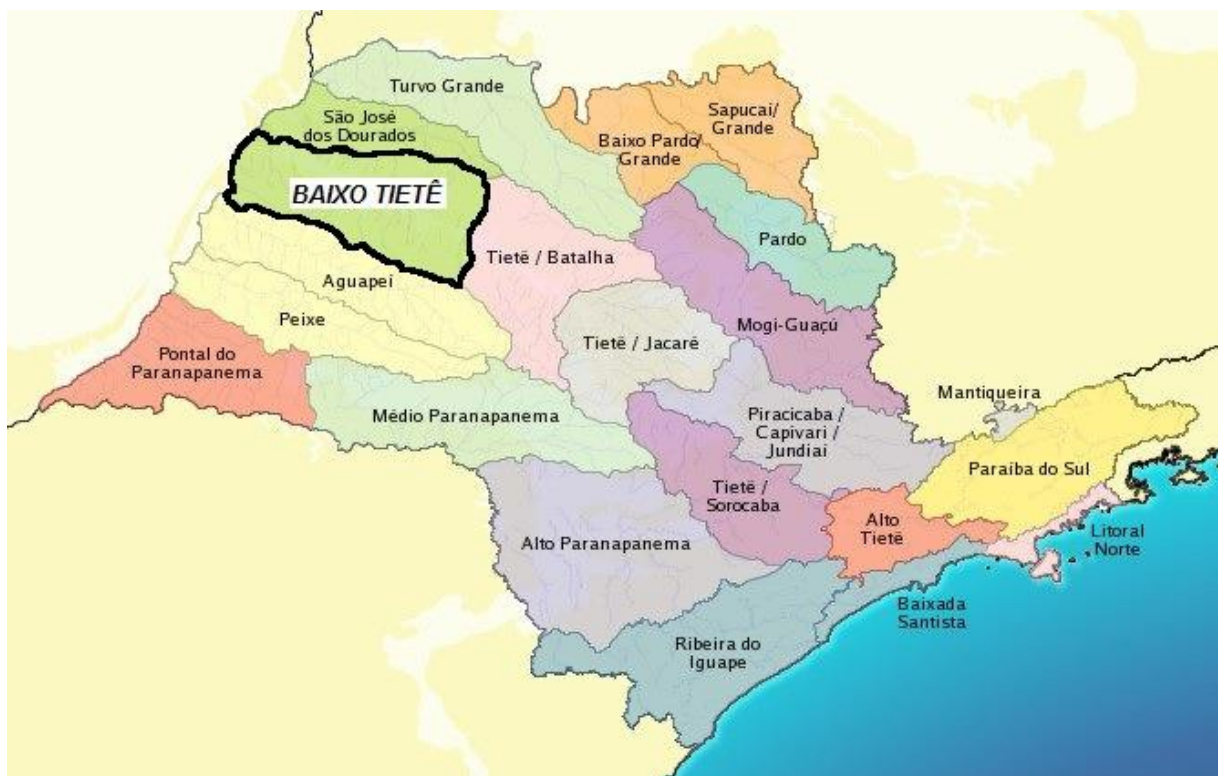 Turvo Grande
Sapucaí/
Grande
São José
dos Dourados
Baixo Pardo/
Grande
BAIXO TIETÊ
Pardo
Tietê / Batalha
Aguapeí
Peixe
Mogi-Guaçú
Tietê / Jacaré
Pontal do
Paranapanema
Médio Paranapanema
Mantiqueira
Piracicaba /
Capivari /
Jundiaí
Paraíba do Sul
Tietê /
Sorocaba
Alto
Tietê
Litoral
Norte
Alto Paranapanema
Baixada
Santista
Ribeira do
Iguape